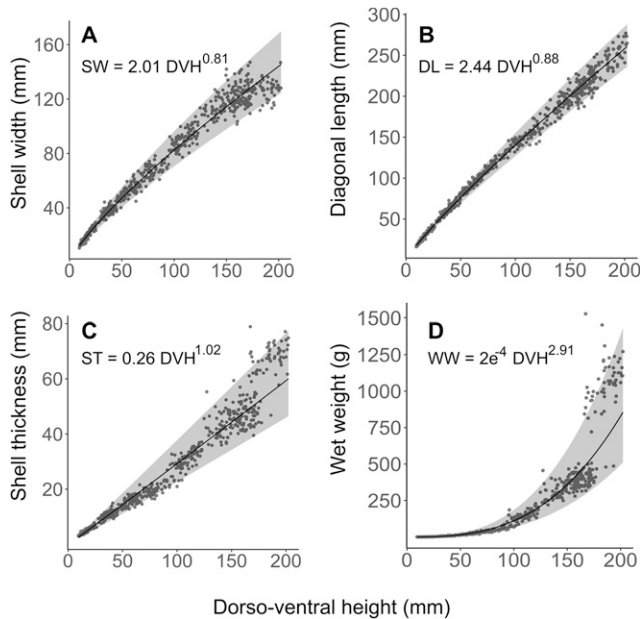 A
SW = 2.01 DVH^0.81
Shell width (mm)
160
120
80
40
0 50 100 150 200
B
DL = 2.44 DVH^0.88
Diagonal length (mm)
300
250
200
150
100
50
0 50 100 150 200
C
ST = 0.26 DVH^1.02
Shell thickness (mm)
80
60
40
20
0 50 100 150 200
D
WW = 2e^-4 DVH^2.91
Wet weight (g)
1500
1250
1000
750
500
250
0 50 100 150 200
Dorso-ventral height (mm)